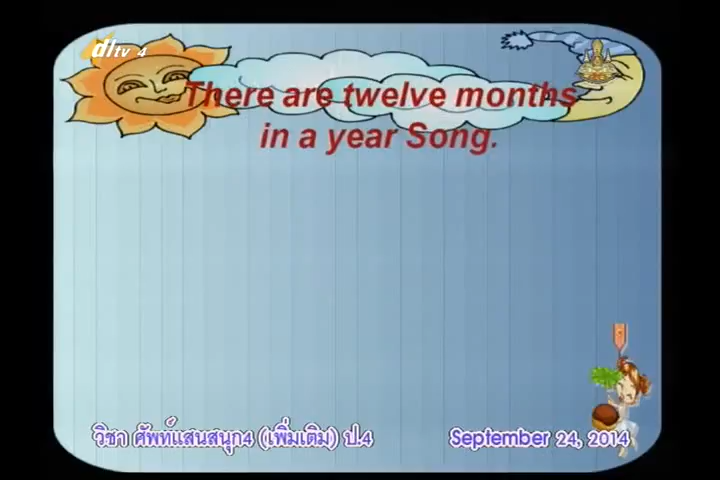 dltv 4
There are twelve months
in a year Song.
วิชา ศัพท์แสนสนุก4 (เพิ่มเติม) ป.4
September 24, 2014